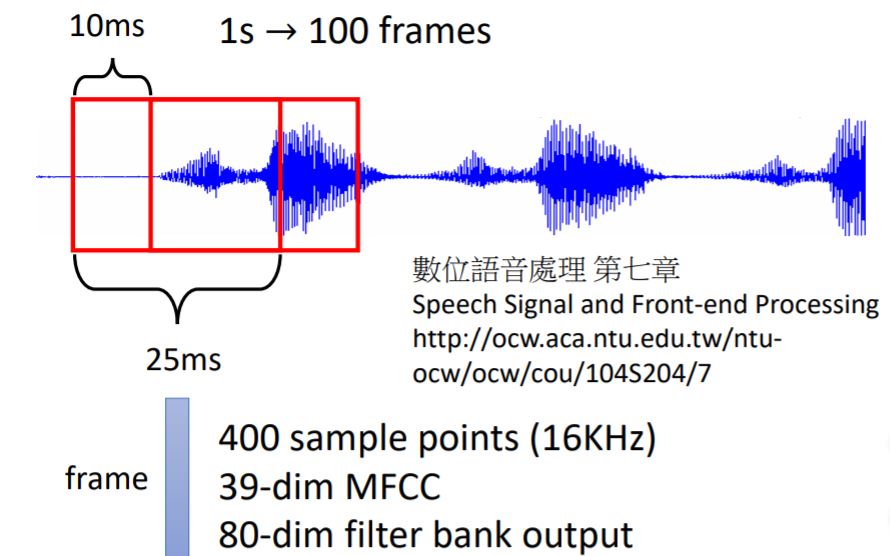 10ms
1s → 100 frames
數位語音處理 第七章
Speech Signal and Front-end Processing
http://ocw.aca.ntu.edu.tw/ntu-
ocw/ocw/cou/104S204/7
25ms
400 sample points (16KHz)
frame
39-dim MFCC
80-dim filter bank output